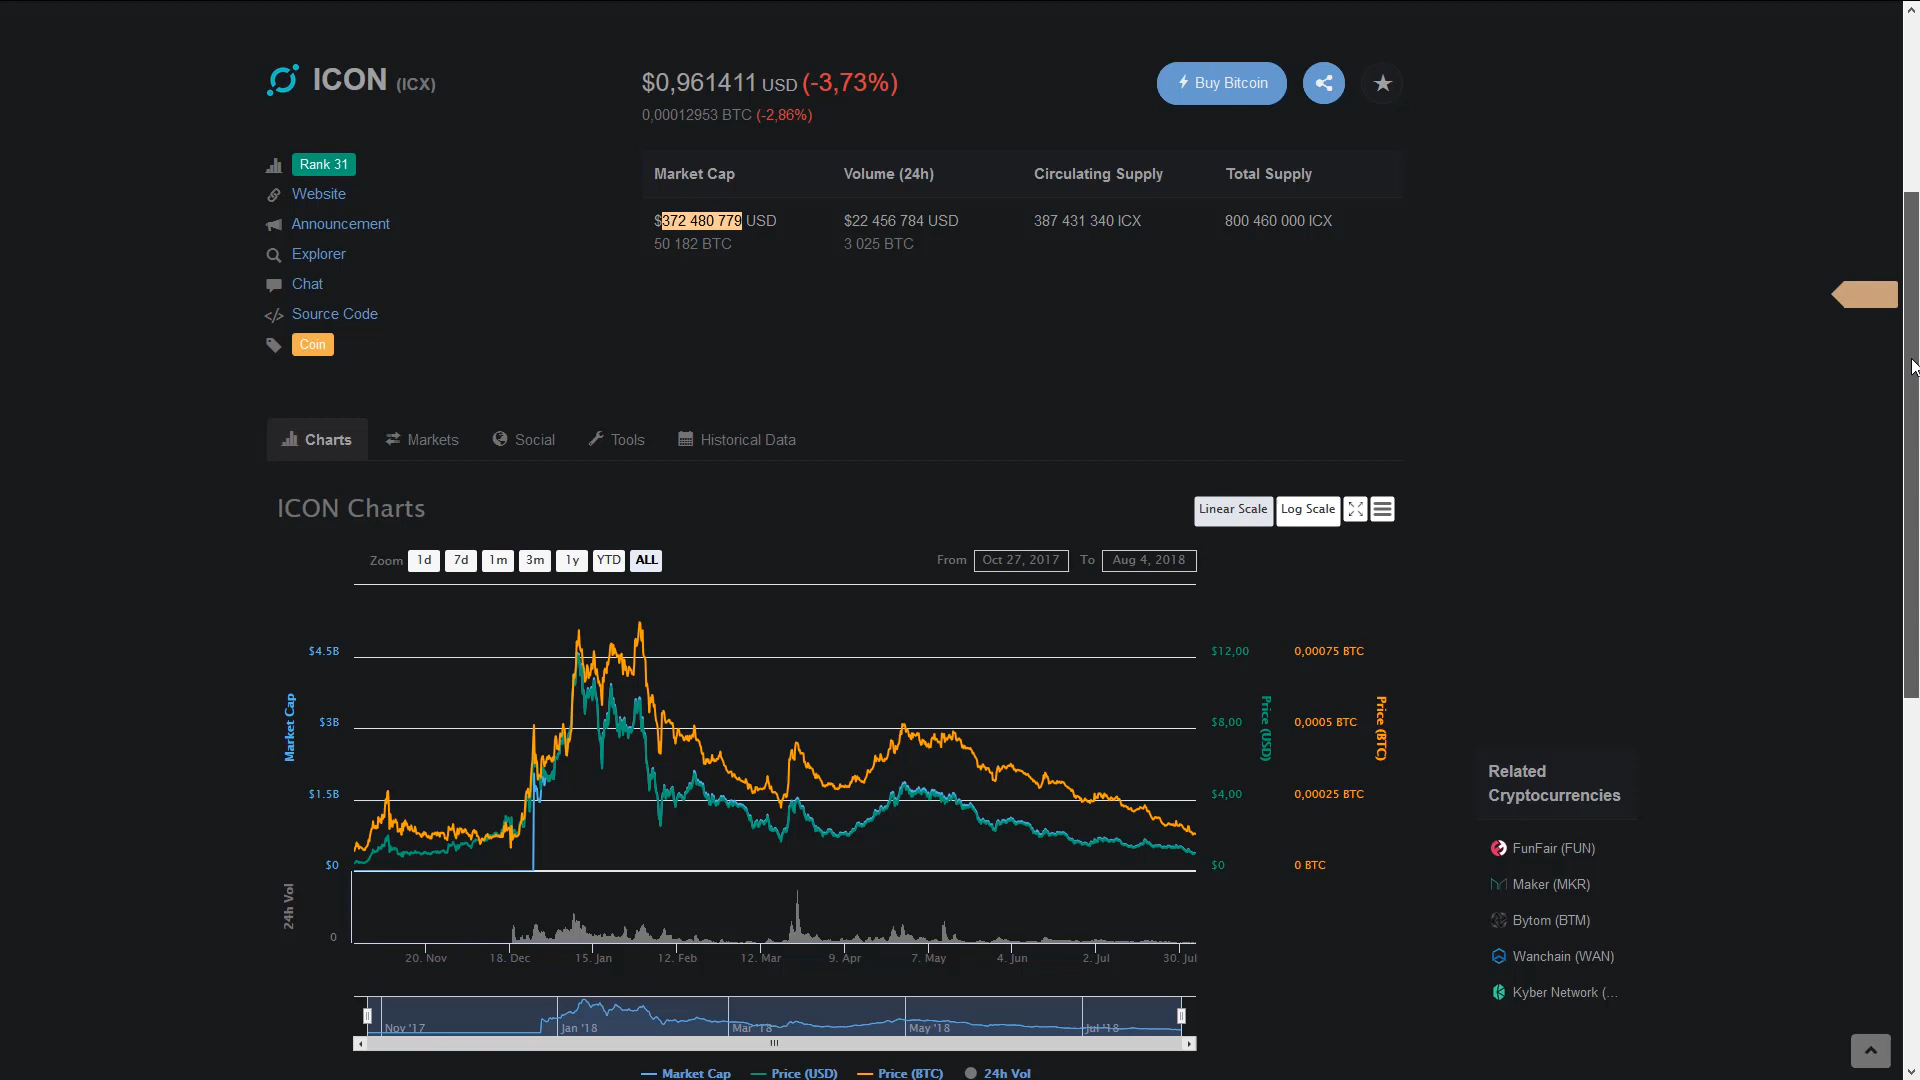 ICON (ICX)
$0,961411 USD (-3,73%)
0,00012953 BTC (-2,86%)
Buy Bitcoin
Rank 31
Website
Announcement
Explorer
Chat
Source Code
Coin
Market Cap Volume (24h) Circulating Supply Total Supply
$372 480 779 USD $22 456 784 USD 387 431 340 ICX 800 460 000 ICX
50 182 BTC 3 025 BTC
Charts Markets Social Tools Historical Data
ICON Charts
Linear Scale Log Scale
Zoom 1d 7d 1m 3m 1y YTD ALL
From Oct 27, 2017 To Aug 4, 2018
$4.5B $12,00 0,00075 BTC
$3B $8,00 0,0005 BTC
$1.5B $4,00 0,00025 BTC
$0 $0 0 BTC
Market Cap
Price (USD)
Price (BTC)
24h Vol
0
20. Nov 18. Dec 15. Jan 12. Feb 12. Mar 9. Apr 7. May 4. Jun 2. Jul 30. Jul
Nov '17 Jan '18 Mar '18 May '18 Jul '18
Market Cap Price (USD) Price (BTC) 24h Vol
Related
Cryptocurrencies
FunFair (FUN)
Maker (MKR)
Bytom (BTM)
Wanchain (WAN)
Kyber Network (...